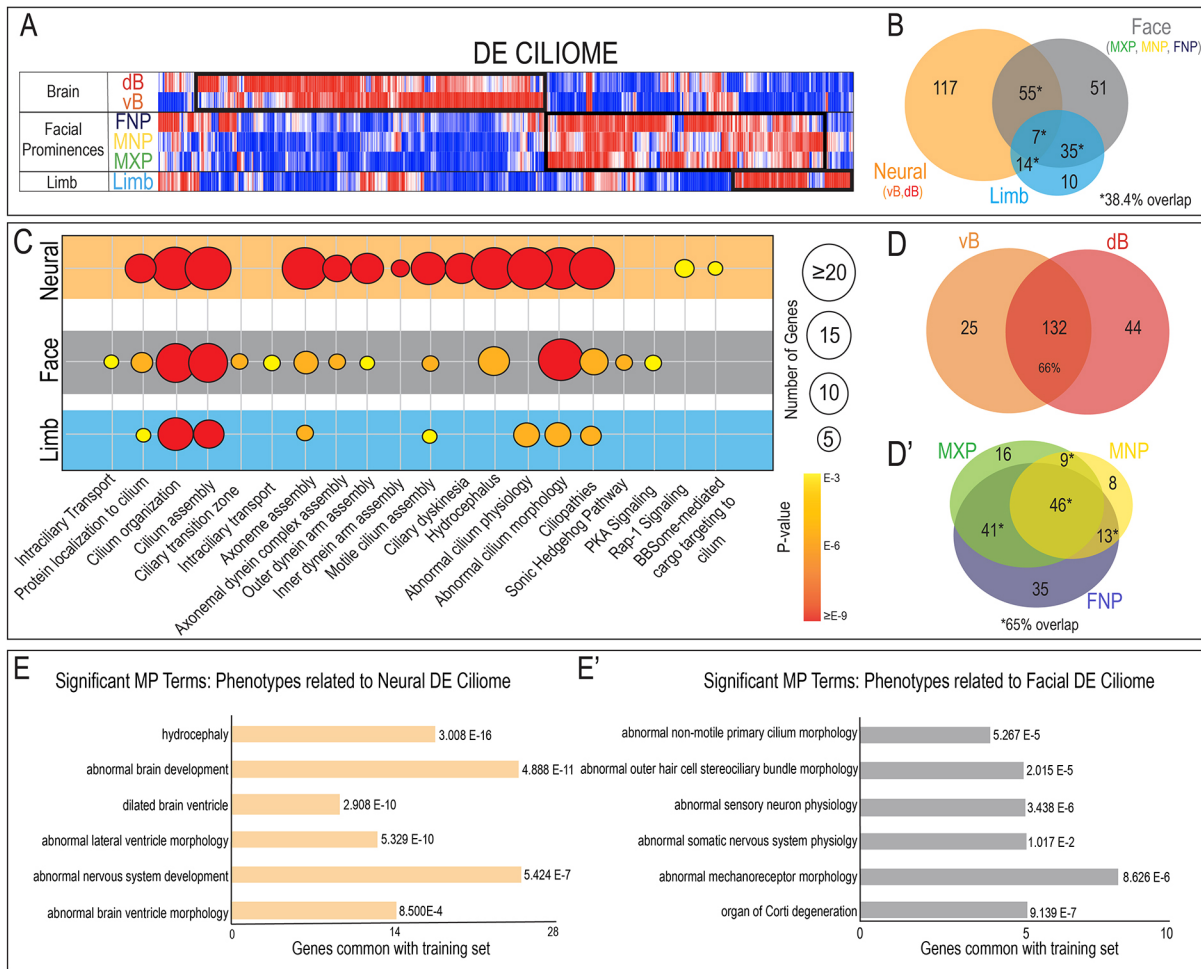 A
DE CILIOME
Brain
dB
vB
Facial
Prominences
FNP
MNP
MXP
Limb
Limb
B
Face
(MXP, MNP, FNP)
117
55*
51
7*
35*
14*
10
Neural
(vB,dB)
Limb
*38.4% overlap
C
Neural
Face
Limb
Intraciliary Transport
Protein localization to cilium
Cilium organization
Cilium assembly
Ciliary transition zone
Intraciliary transport
Axoneme assembly
Axonemal dynein complex assembly
Outer dynein arm assembly
Inner dynein arm assembly
Motile cilium assembly
Ciliary dyskinesia
Hydrocephalus
Abnormal cilium physiology
Abnormal cilium morphology
Ciliopathies
Sonic Hedgehog Pathway
PKA Signaling
Rap-1 Signaling
BBSome-mediated
cargo targeting to
cilium
Number of Genes
≥20
15
10
5
P-value
E-3
E-6
≥E-9
D
vB
dB
25
132
44
66%
D'
MXP
MNP
16
9*
8
46*
41*
13*
35
FNP
*65% overlap
E
Significant MP Terms: Phenotypes related to Neural DE Ciliome
hydrocephaly
3.008 E-16
abnormal brain development
4.888 E-11
dilated brain ventricle
2.908 E-10
abnormal lateral ventricle morphology
5.329 E-10
abnormal nervous system development
5.424 E-7
abnormal brain ventricle morphology
8.500E-4
0
14
28
Genes common with training set
E'
Significant MP Terms: Phenotypes related to Facial DE Ciliome
abnormal non-motile primary cilium morphology
5.267 E-5
abnormal outer hair cell stereociliary bundle morphology
2.015 E-5
abnormal sensory neuron physiology
3.438 E-6
abnormal somatic nervous system physiolgy
1.017 E-2
abnormal mechanoreceptor morphology
8.626 E-6
organ of Corti degeneration
9.139 E-7
0
5
10
Genes common with training set